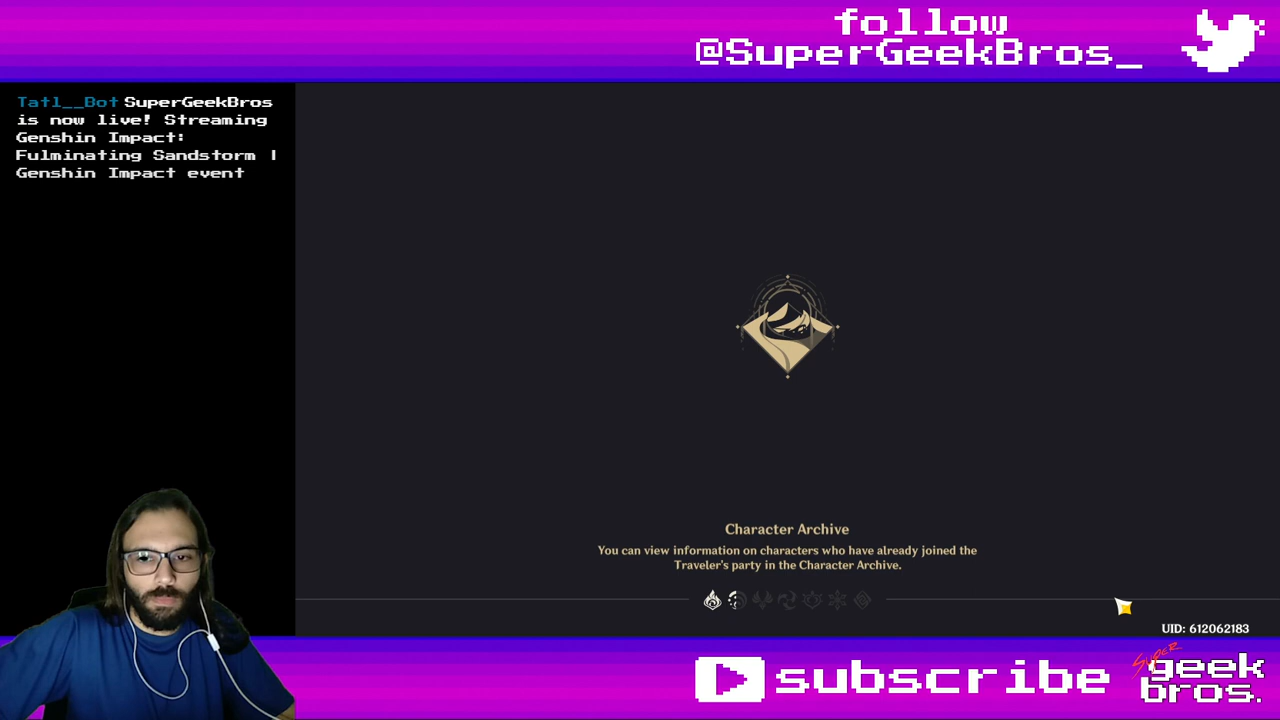 follow
@SuperGeekBros_
Tatl__Bot SuperGeekBros
is now live! Streaming
Genshin Impact:
Fulminating Sandstorm |
Genshin Impact event
Character Archive
You can view information on characters who have already joined the
Traveler's party in the Character Archive.
UID: 612062183
subscribe
SUPER
geek
bros.